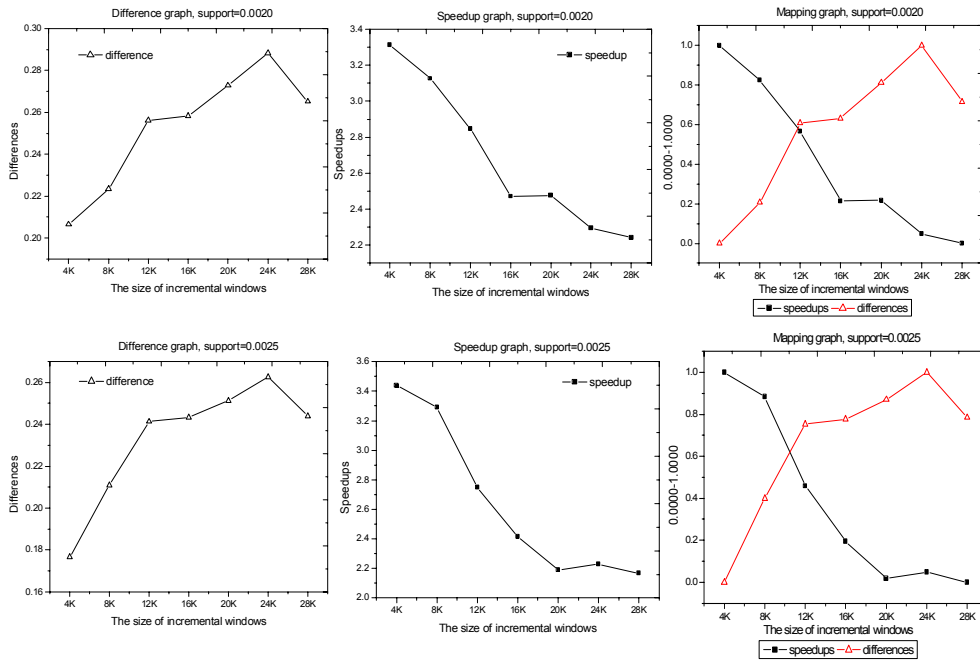 Difference graph, support=0.0020
0.30
0.28
0.26
0.24
0.22
0.20
Differences
difference
4K 8K 12K 16K 20K 24K 28K
The size of incremental windows
Speedup graph, support=0.0020
3.4
3.2
3.0
2.8
2.6
2.4
2.2
Speedups
speedup
4K 8K 12K 16K 20K 24K 28K
The size of incremental windows
Mapping graph, support=0.0020
1.0
0.8
0.6
0.4
0.2
0.0
0.0000-1.0000
4K 8K 12K 16K 20K 24K 28K
The size of incremental windows
speedups differences
Difference graph, support=0.0025
0.26
0.24
0.22
0.20
0.18
0.16
Differences
difference
4K 8K 12K 16K 20K 24K 28K
The size of incremental windows
Speedup graph, support=0.0025
3.6
3.4
3.2
3.0
2.8
2.6
2.4
2.2
2.0
Speedups
speedup
4K 8K 12K 16K 20K 24K 28K
The size of incremental windows
Mapping graph, support=0.0025
1.0
0.8
0.6
0.4
0.2
0.0
0.0000-1.0000
4K 8K 12K 16K 20K 24K 28K
The size of incremental windows
speedups differences